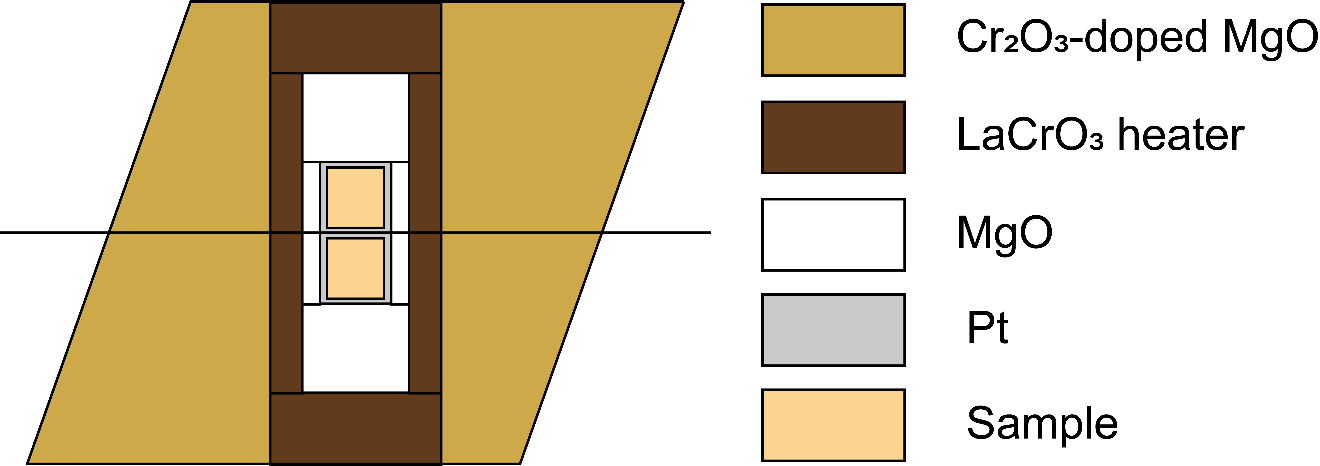 Cr₂O₃-doped MgO
LaCrO₃ heater
MgO
Pt
Sample